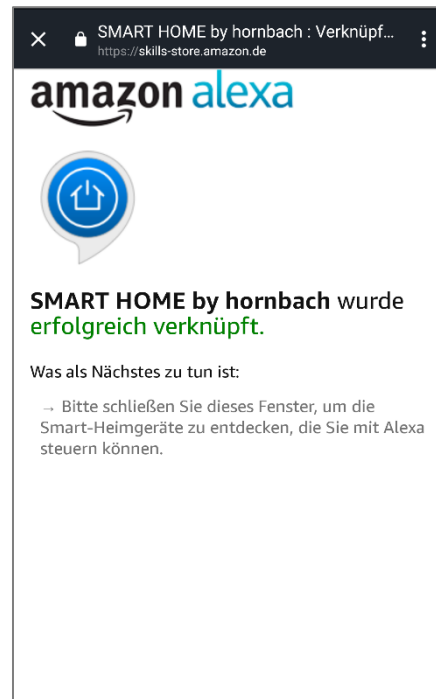 SMART HOME by hornbach : Verknüpf...
https://skills-store.amazon.de
amazon alexa
SMART HOME by hornbach wurde
erfolgreich verknüpft.
Was als Nächstes zu tun ist:
→ Bitte schließen Sie dieses Fenster, um die
Smart-Heimgeräte zu entdecken, die Sie mit Alexa
steuern können.